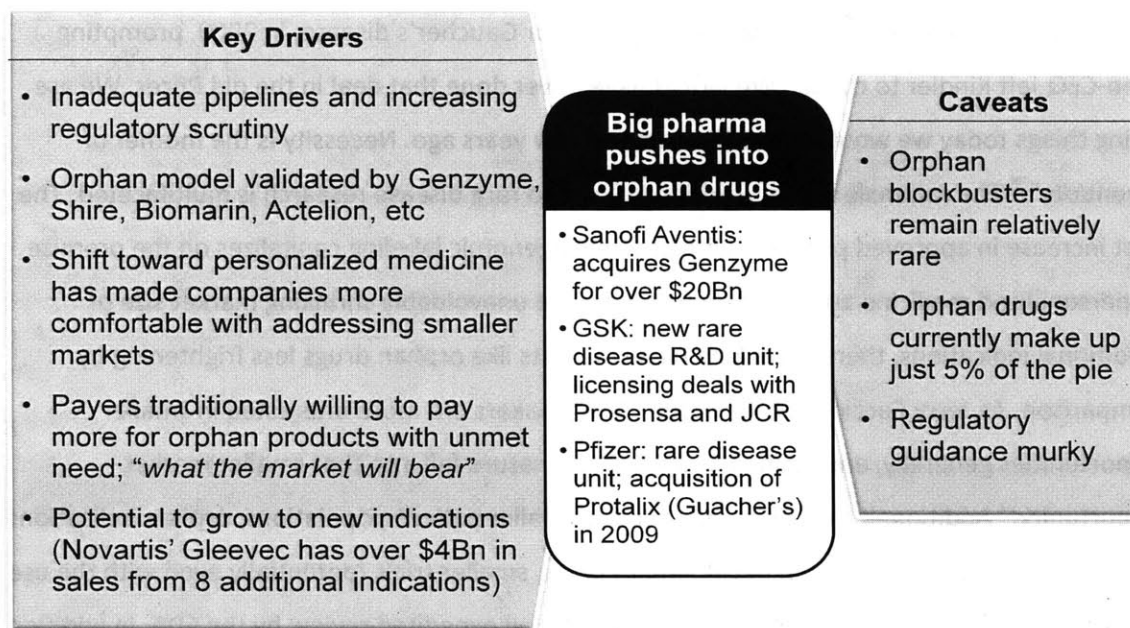 Key Drivers
• Inadequate pipelines and increasing
regulatory scrutiny
• Orphan model validated by Genzyme,
Shire, Biomarin, Actelion, etc
• Shift toward personalized medicine
has made companies more
comfortable with addressing smaller
markets
• Payers traditionally willing to pay
more for orphan products with unmet
need; “what the market will bear”
• Potential to grow to new indications
(Novartis’ Gleevec has over $4Bn in
sales from 8 additional indications)
Big pharma
pushes into
orphan drugs
• Sanofi Aventis:
acquires Genzyme
for over $20Bn
• GSK: new rare
disease R&D unit;
licensing deals with
Prosensa and JCR
• Pfizer: rare disease
unit; acquisition of
Protalix (Guacher’s)
in 2009
Caveats
• Orphan
blockbusters
remain relatively
rare
• Orphan drugs
currently make up
just 5% of the pie
• Regulatory
guidance murky